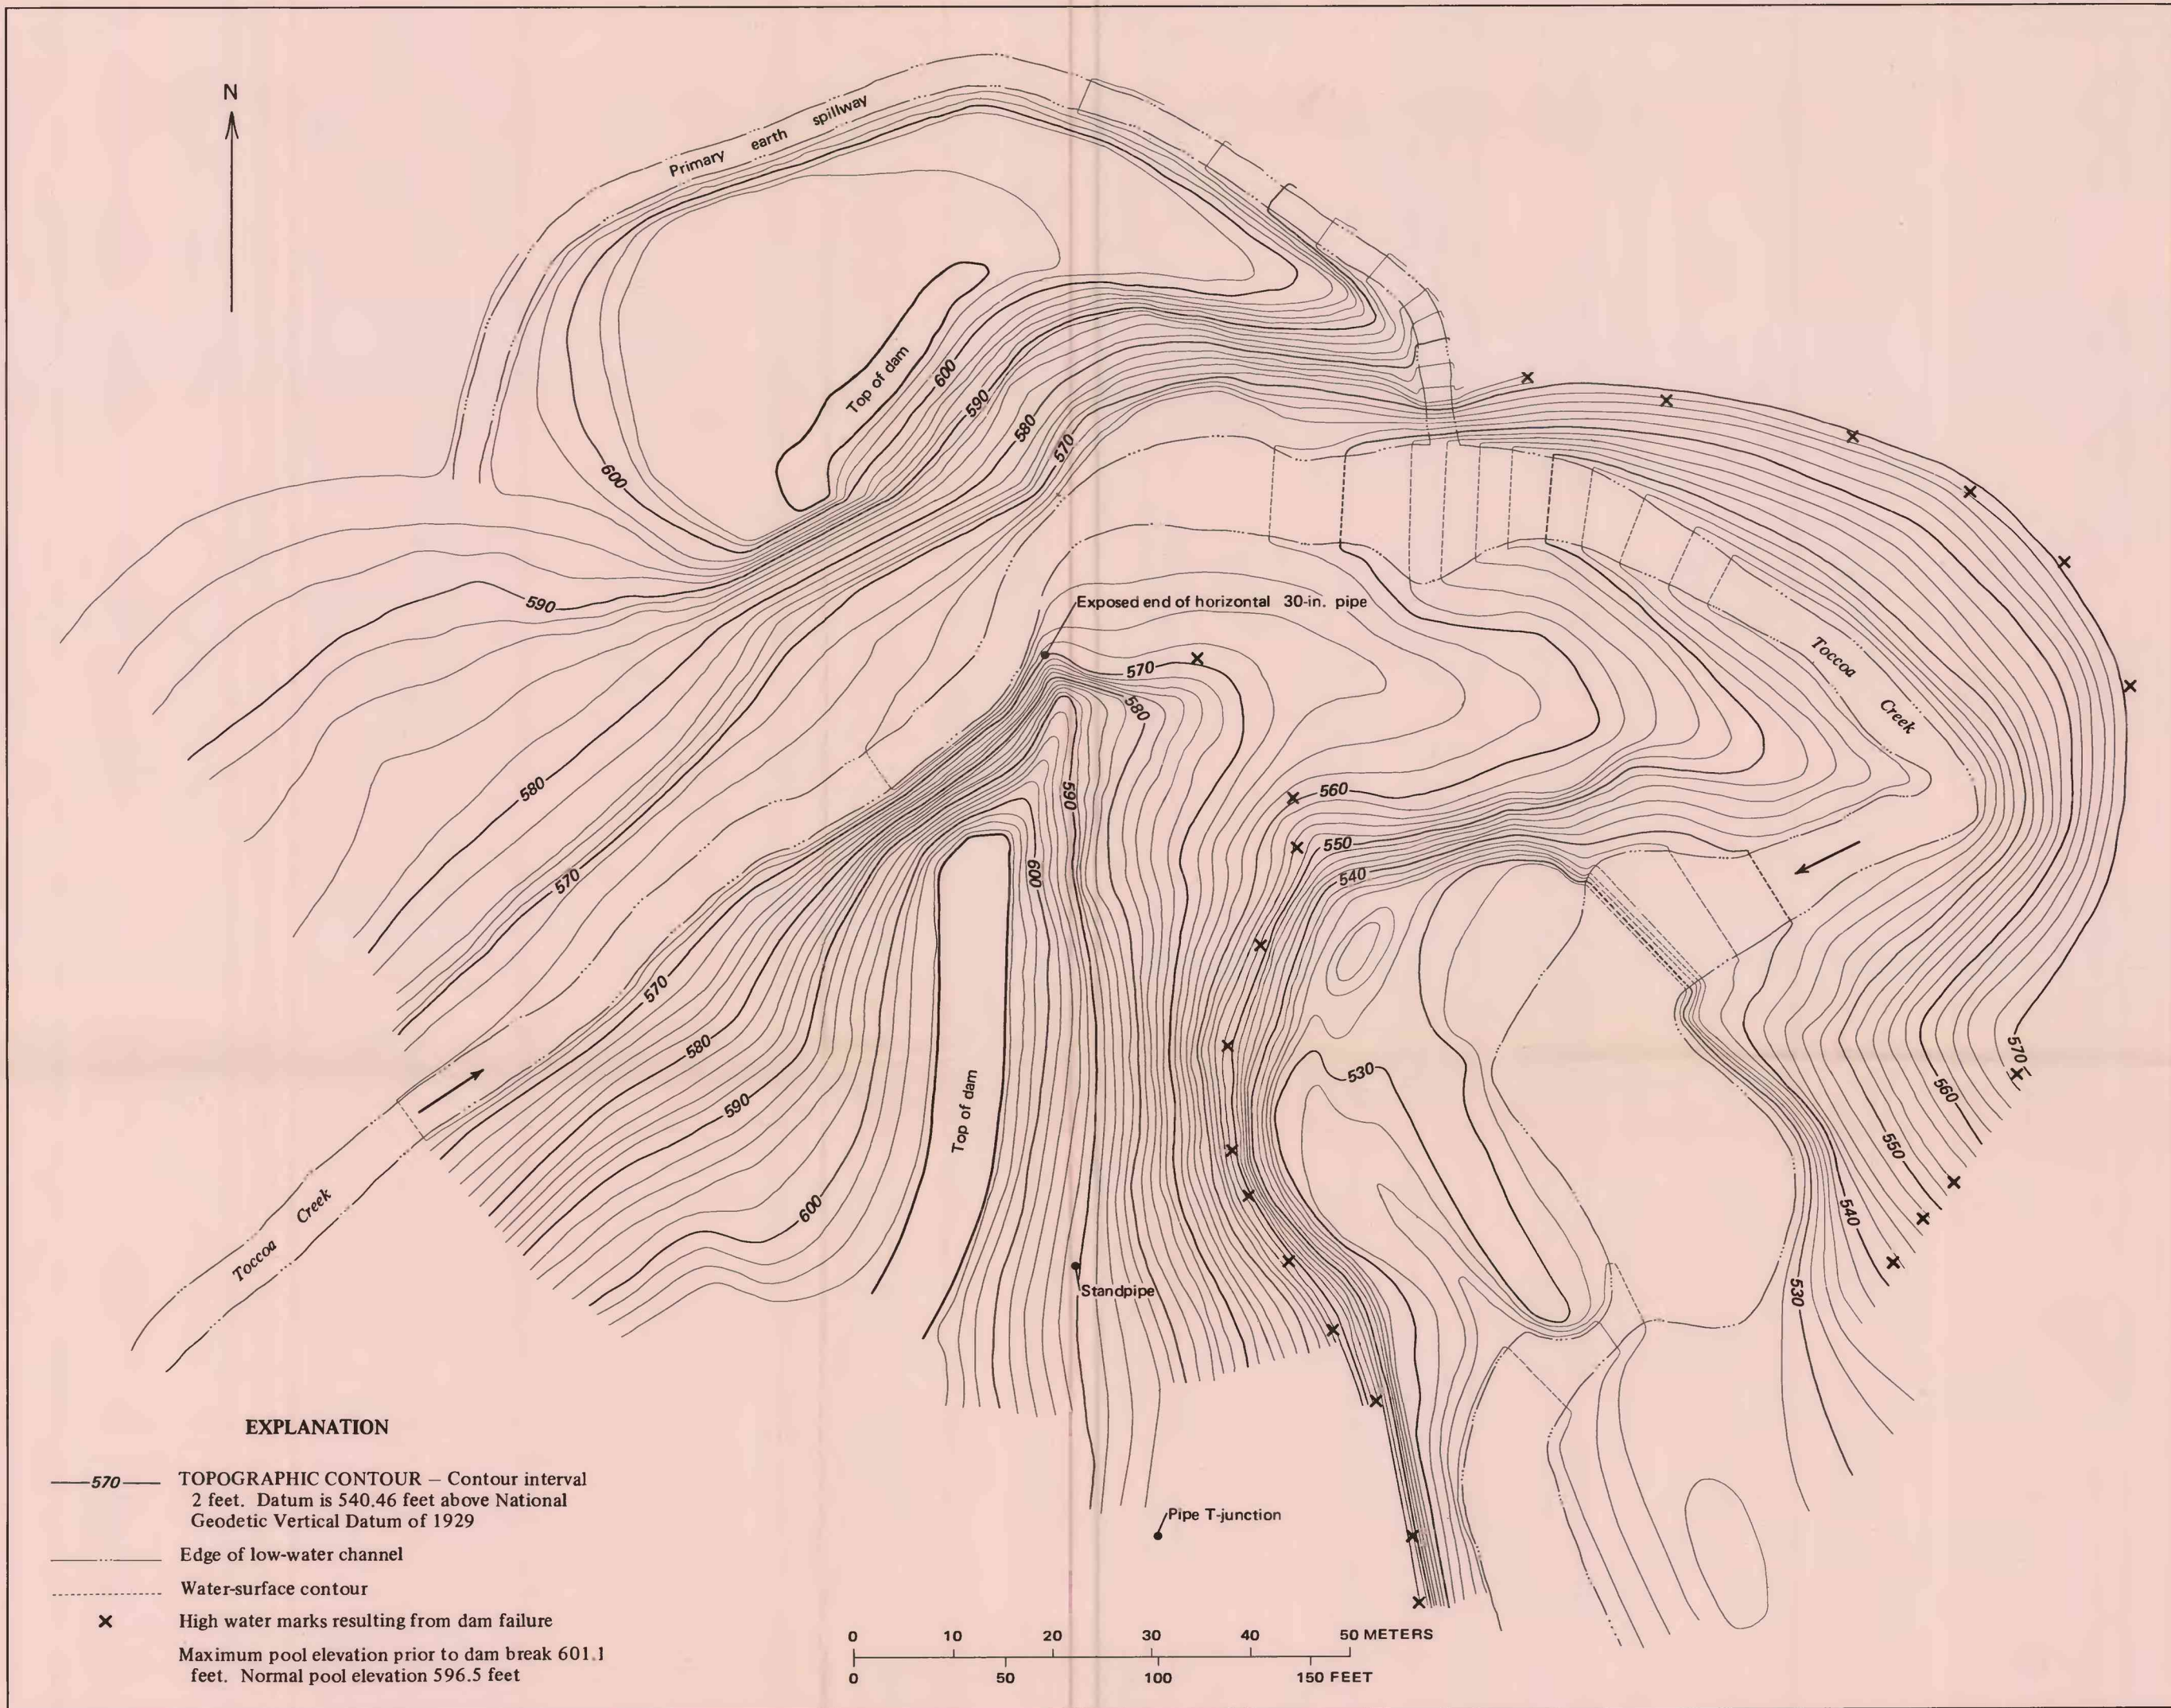 N
Primary earth spillway
Top of dam
600
590
580
570
600
590
Exposed end of horizontal 30-in. pipe
570
580
Toccoa
Creek
580
590
560
570
600
550
540
570
580
530
590
570
560
550
540
Top of dam
600
530
Toccoa Creek
Standpipe
Pipe T-junction
EXPLANATION
570 TOPOGRAPHIC CONTOUR — Contour interval
2 feet. Datum is 540.46 feet above National
Geodetic Vertical Datum of 1929
Edge of low-water channel
Water-surface contour
× High water marks resulting from dam failure
Maximum pool elevation prior to dam break 601.1
feet. Normal pool elevation 596.5 feet
0 10 20 30 40 50 METERS
0 50 100 150 FEET